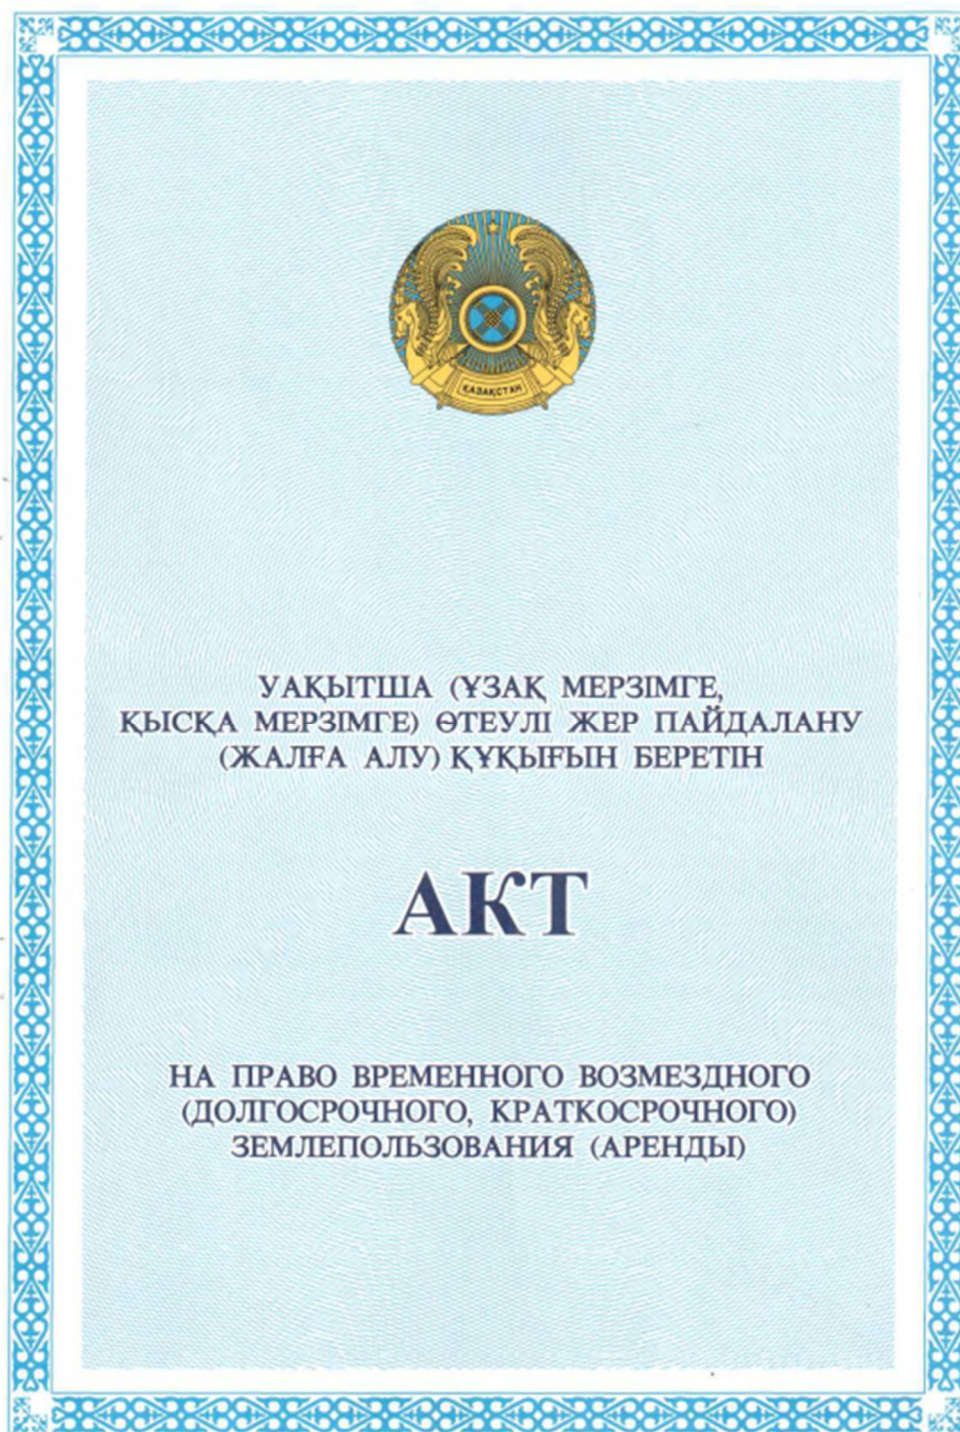 ҚАЗАҚСТАН
УАҚЫТША (ҰЗАҚ МЕРЗІМГЕ,
ҚЫСҚА МЕРЗІМГЕ) ӨТЕУЛІ ЖЕР ПАЙДАЛАНУ
(ЖАЛҒА АЛУ) ҚҰҚЫҒЫН БЕРЕТІН
АКТ
НА ПРАВО ВРЕМЕННОГО ВОЗМЕЗДНОГО
(ДОЛГОСРОЧНОГО, КРАТКОСРОЧНОГО)
ЗЕМЛЕПОЛЬЗОВАНИЯ (АРЕНДЫ)